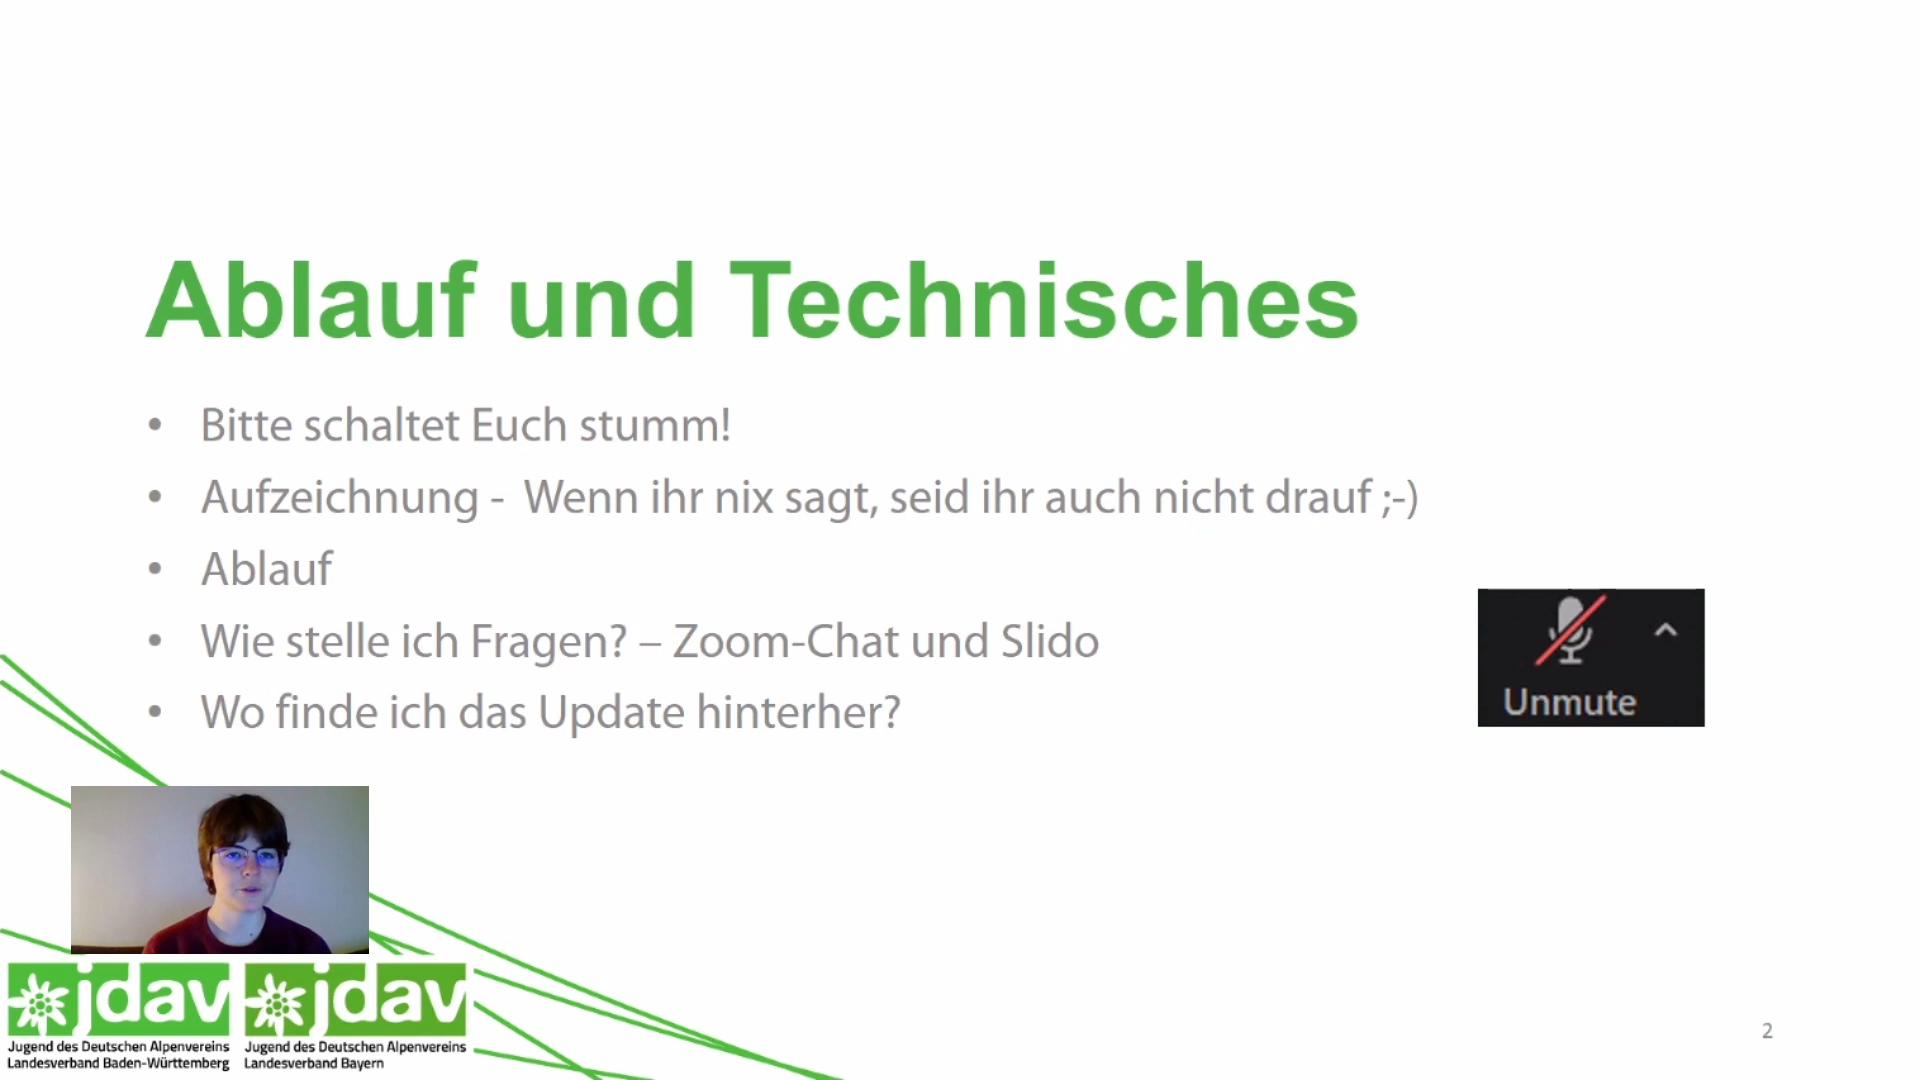 Ablauf und Technisches
• Bitte schaltet Euch stumm!
• Aufzeichnung - Wenn ihr nix sagt, seid ihr auch nicht drauf ;-)
• Ablauf
• Wie stelle ich Fragen? – Zoom-Chat und Slido
• Wo finde ich das Update hinterher?
Unmute
jdav
Jugend des Deutschen Alpenvereins
Landesverband Baden-Württemberg
jdav
Jugend des Deutschen Alpenvereins
Landesverband Bayern
2